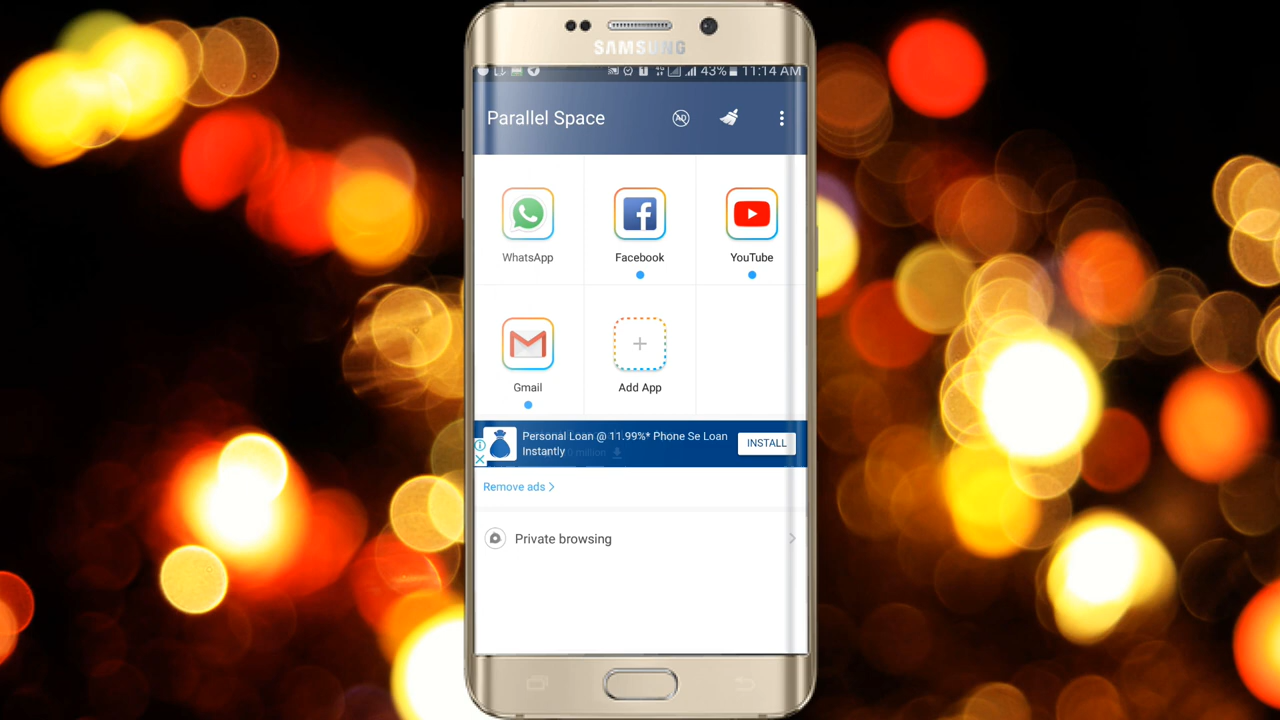 SAMSUNG
43% 11:14 AM
Parallel Space
AD
WhatsApp
Facebook
YouTube
Gmail
Add App
Personal Loan @ 11.99%* Phone Se Loan
Instantly
INSTALL
Remove ads >
Private browsing